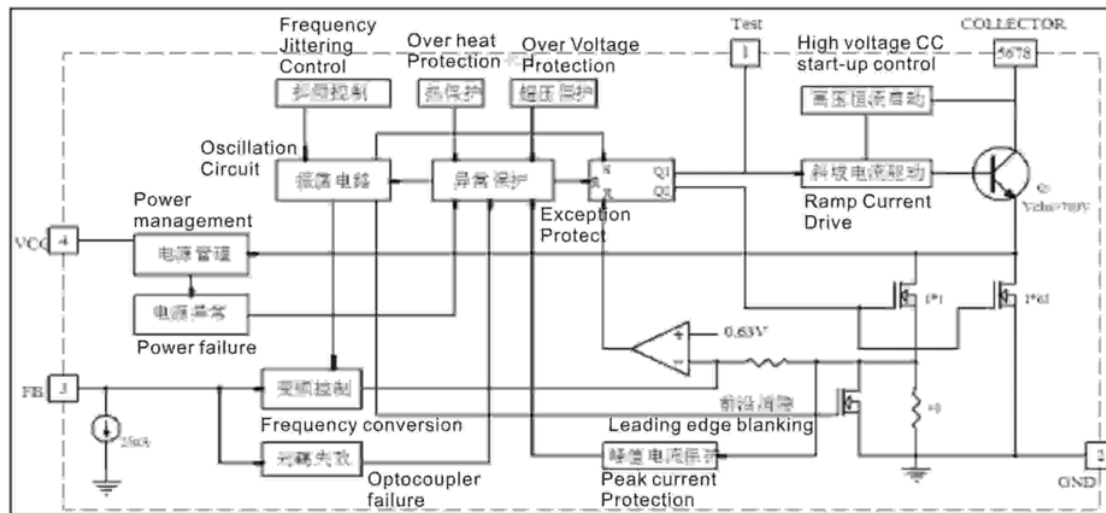 Frequency
Jittering
Control
Over heat
Protection
Over Voltage
Protection
Test
COLLECTOR
High voltage CC
start-up control
1
5678
抖频控制
热保护
超压保护
高压恒流启动
Oscillation
Circuit
振荡电路
异常保护
S
R
Q1
Q2
斜坡电流驱动
Ramp Current
Drive
Exception
Protect
Power
management
VCC
4
电源管理
电源异常
Power failure
0.63V
+
FB
3
变频控制
Frequency conversion
前沿消隐
Leading edge blanking
光耦失效
Optocoupler
failure
峰值电流保护
Peak current
Protection
2
GND